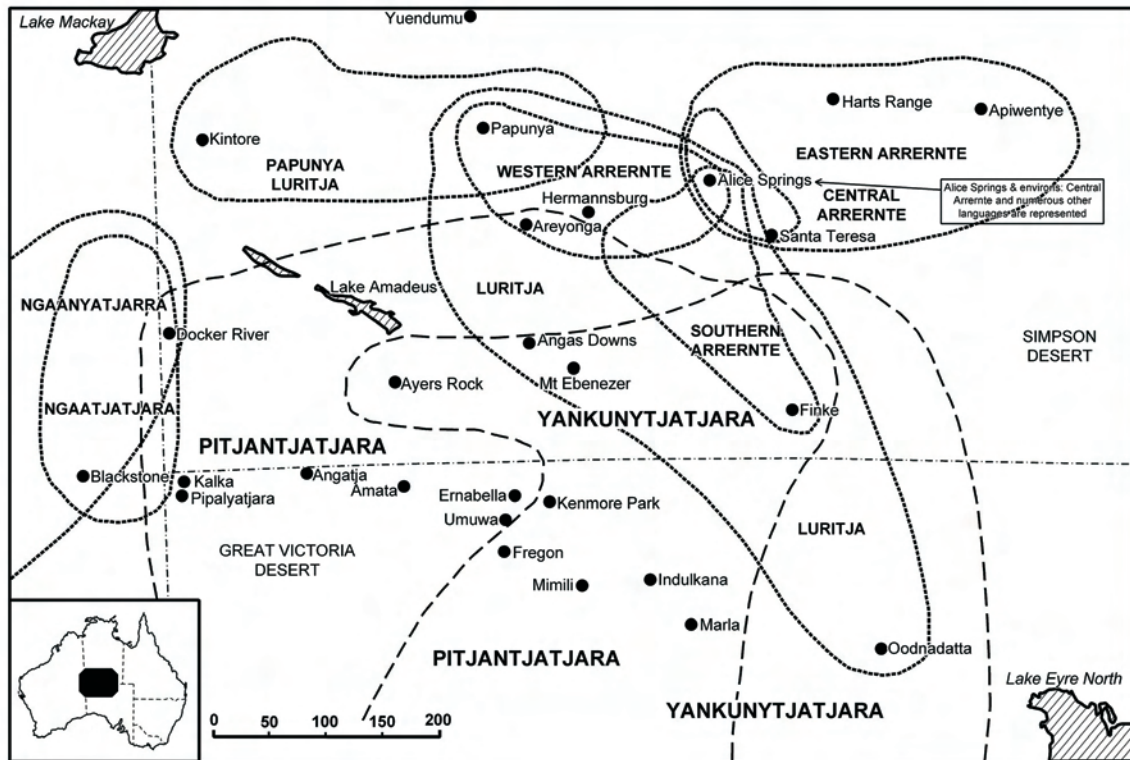 Lake Mackay
Yuendumu
Harts Range
Apiwentye
Kintore
Papunya
EASTERN ARRERNTE
PAPUNYA
LURITJA
WESTERN ARRERNTE
Alice Springs
Alice Springs & environs: Central
Arrernte and numerous other
languages are represented
Hermannsburg
CENTRAL
ARRERNTE
Areyonga
Santa Teresa
NGAANYATJARRA
Lake Amadeus
LURITJA
Docker River
Angas Downs
SOUTHERN
ARRERNTE
SIMPSON
DESERT
Ayers Rock
Mt Ebenezer
NGAATJATJARA
YANKUNYTJATJARA
Finke
PITJANTJATJARA
Blackstone
Kalka
Angatja
Pipalyatjara
Amata
Ernabella
Kenmore Park
Umuwa
LURITJA
GREAT VICTORIA
DESERT
Fregon
Mimili
Indulkana
Marla
Oodnadatta
PITJANTJATJARA
Lake Eyre North
YANKUNYTJATJARA
0 50 100 150 200